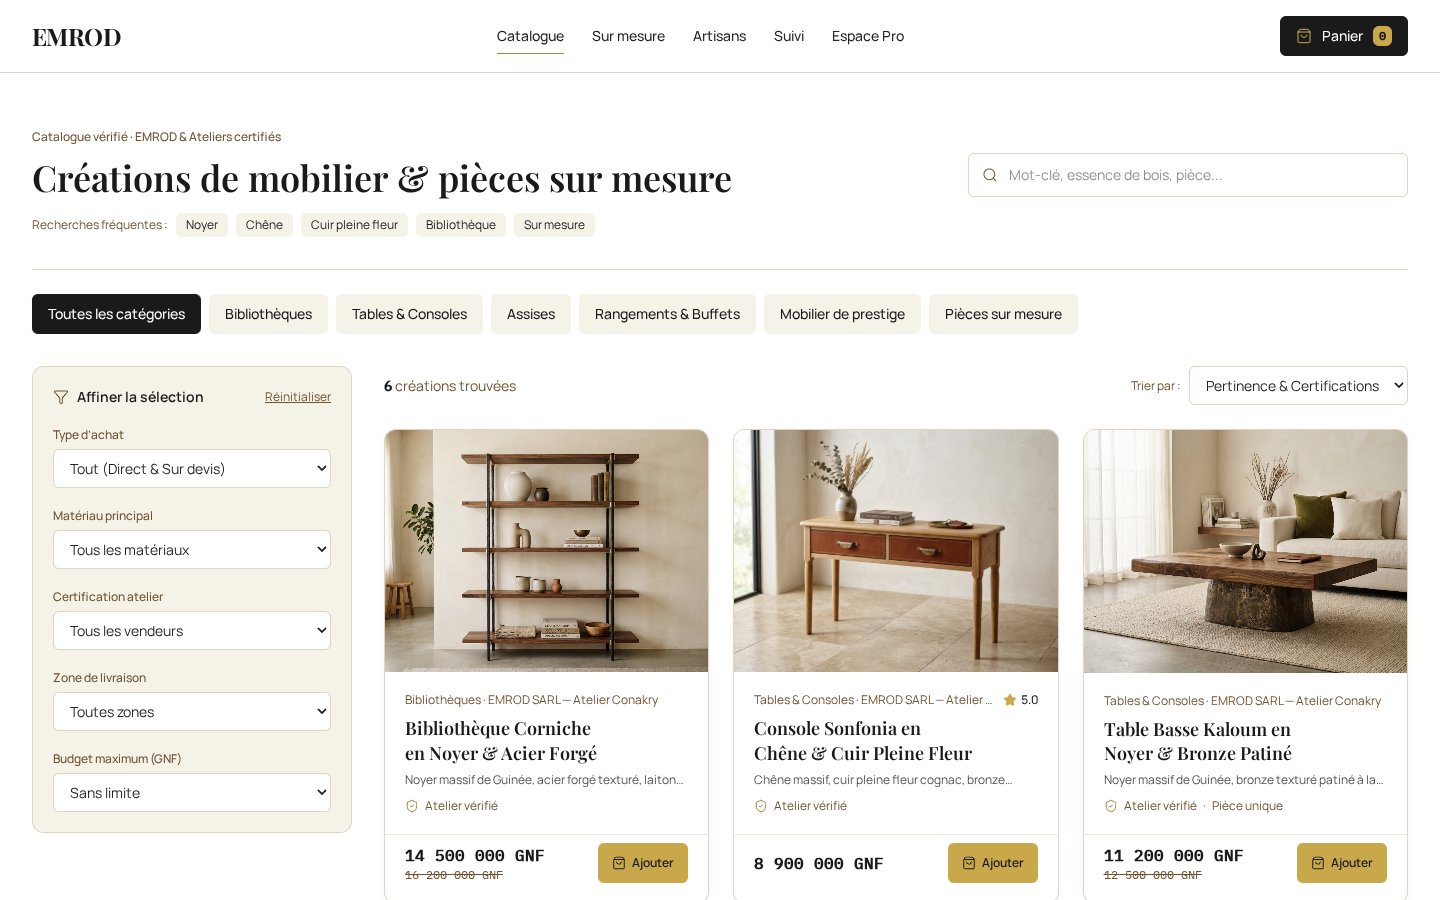 EMROD
Catalogue
Sur mesure
Artisans
Suivi
Espace Pro
Panier 0
Catalogue vérifié · EMROD & Ateliers certifiés
Créations de mobilier & pièces sur mesure
Mot-clé, essence de bois, pièce...
Recherches fréquentes :
Noyer
Chêne
Cuir pleine fleur
Bibliothèque
Sur mesure
Toutes les catégories
Bibliothèques
Tables & Consoles
Assises
Rangements & Buffets
Mobilier de prestige
Pièces sur mesure
Affiner la sélection
Réinitialiser
Type d'achat
Tout (Direct & Sur devis)
Matériau principal
Tous les matériaux
Certification atelier
Tous les vendeurs
Zone de livraison
Toutes zones
Budget maximum (GNF)
Sans limite
6 créations trouvées
Trier par :
Pertinence & Certifications
Bibliothèques · EMROD SARL — Atelier Conakry
Bibliothèque Corniche
en Noyer & Acier Forgé
Noyer massif de Guinée, acier forgé texturé, laiton...
Atelier vérifié
14 500 000 GNF
16 200 000 GNF
Ajouter
Tables & Consoles · EMROD SARL — Atelier ...
5.0
Console Sonfonia en
Chêne & Cuir Pleine Fleur
Chêne massif, cuir pleine fleur cognac, bronze...
Atelier vérifié
8 900 000 GNF
Ajouter
Tables & Consoles · EMROD SARL — Atelier Conakry
Table Basse Kaloum en
Noyer & Bronze Patiné
Noyer massif de Guinée, bronze texturé patiné à la...
Atelier vérifié · Pièce unique
11 200 000 GNF
12 500 000 GNF
Ajouter